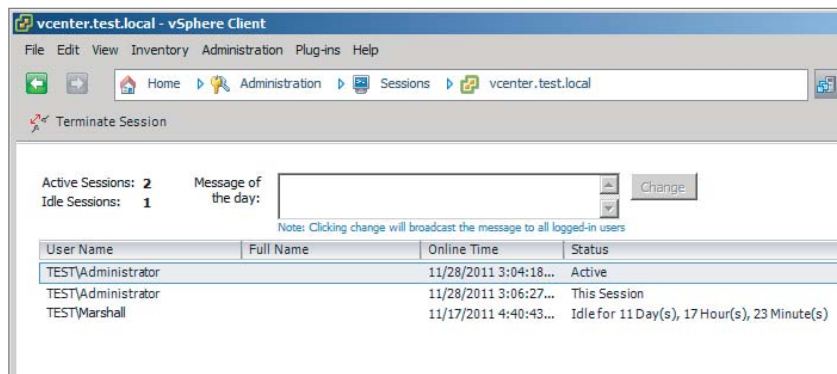 vcenter.test.local - vSphere Client
File Edit View Inventory Administration Plug-ins Help
Home Administration Sessions vcenter.test.local
Terminate Session
Active Sessions: 2
Idle Sessions: 1
Message of
the day:
Change
Note: Clicking change will broadcast the message to all logged-in users
User Name Full Name Online Time Status
TEST\Administrator 11/28/2011 3:04:18... Active
TEST\Administrator 11/28/2011 3:06:27... This Session
TEST\Marshall 11/17/2011 4:40:43... Idle for 11 Day(s), 17 Hour(s), 23 Minute(s)